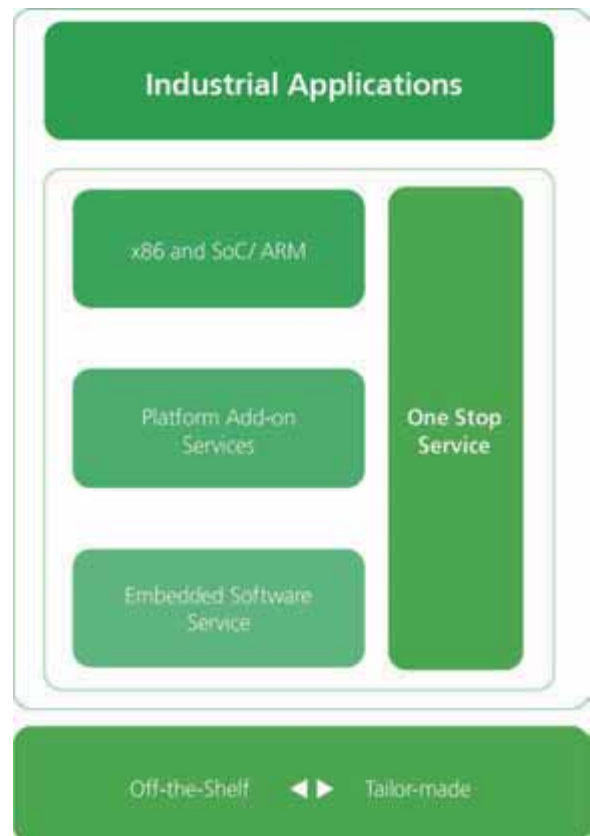 Industrial Applications
x86 and SoC/ ARM
Platform Add-on
Services
One Stop
Service
Embedded Software
Service
Off-the-Shelf ◀ ▶ Tailor-made